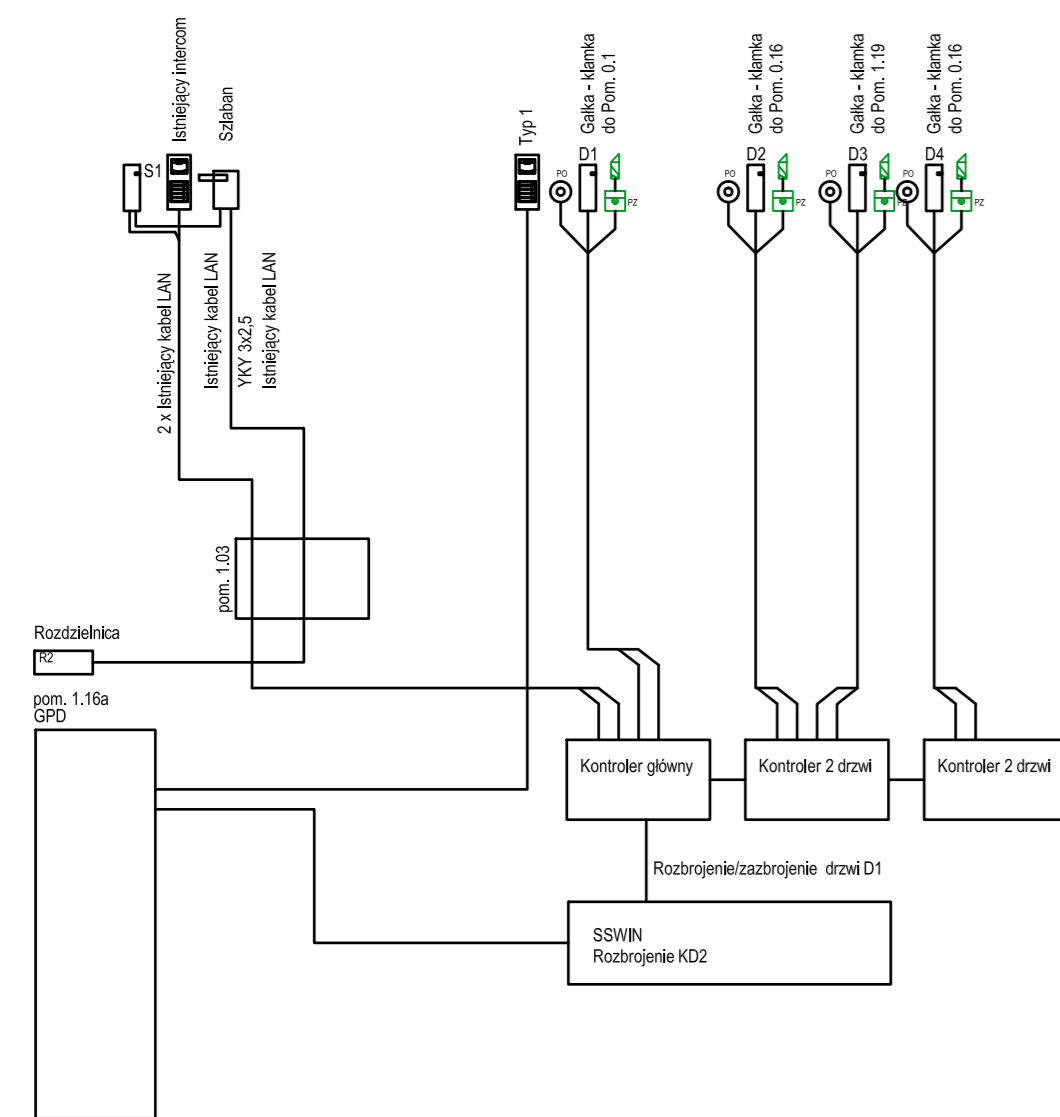 Istniejący intercom
Szlaban
S1
Typ 1
Gałka - klamka
do Pom. 0.1
Gałka - klamka
do Pom. 0.16
Gałka - klamka
do Pom. 1.19
Gałka - klamka
do Pom. 0.16
D1
D2
D3
D4
PO
PO
PO
PO
PZ
PZ
PZ
PZ
2 x Istniejący kabel LAN
Istniejący kabel LAN
YKY 3x2,5
Istniejący kabel LAN
pom. 1.03
Rozdzielnica
R2
pom. 1.16a
GPD
Kontroler główny
Kontroler 2 drzwi
Kontroler 2 drzwi
Rozbrojenie/zazbrojenie drzwi D1
SSWIN
Rozbrojenie KD2